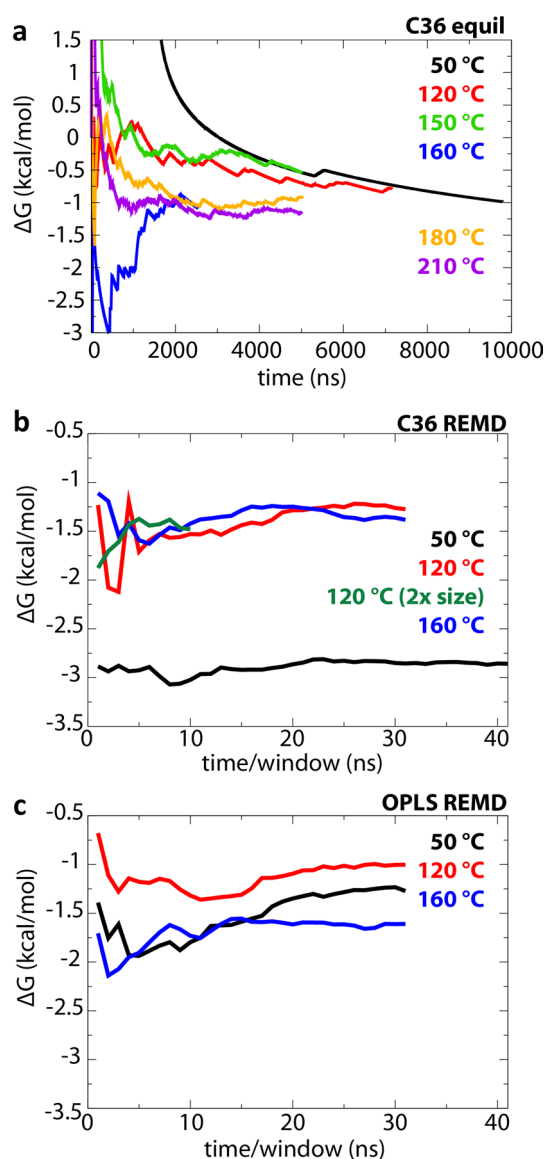 a
C36 equil
1.5
1
0.5
0
-0.5
-1
-1.5
-2
-2.5
-3
ΔG (kcal/mol)
50 °C
120 °C
150 °C
160 °C
180 °C
210 °C
0 2000 4000 6000 8000 10000
time (ns)
b
C36 REMD
-0.5
-1
-1.5
-2
-2.5
-3
-3.5
ΔG (kcal/mol)
50 °C
120 °C
120 °C (2x size)
160 °C
0 10 20 30 40
time/window (ns)
c
OPLS REMD
-0.5
-1
-1.5
-2
-2.5
-3
-3.5
ΔG (kcal/mol)
50 °C
120 °C
160 °C
0 10 20 30 40
time/window (ns)